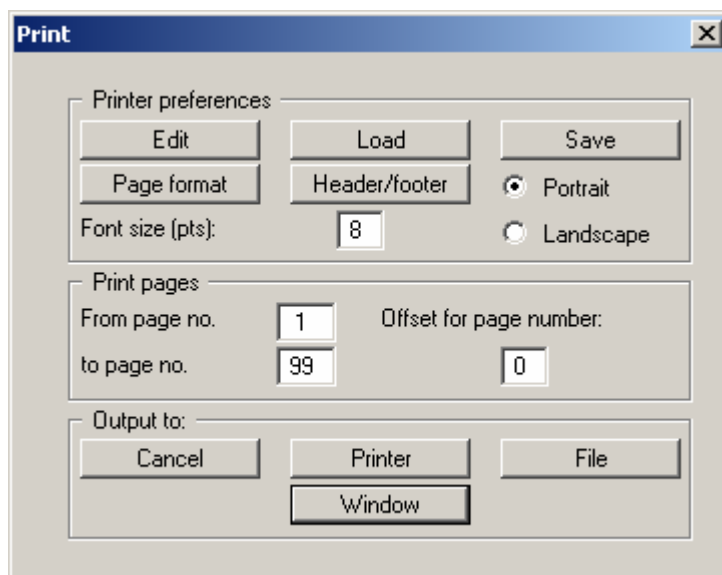 Print
Printer preferences
Edit Load Save
Page format Header/footer Portrait
Font size (pts): 8 Landscape
Print pages
From page no. 1 Offset for page number:
to page no. 99 0
Output to:
Cancel Printer File
Window